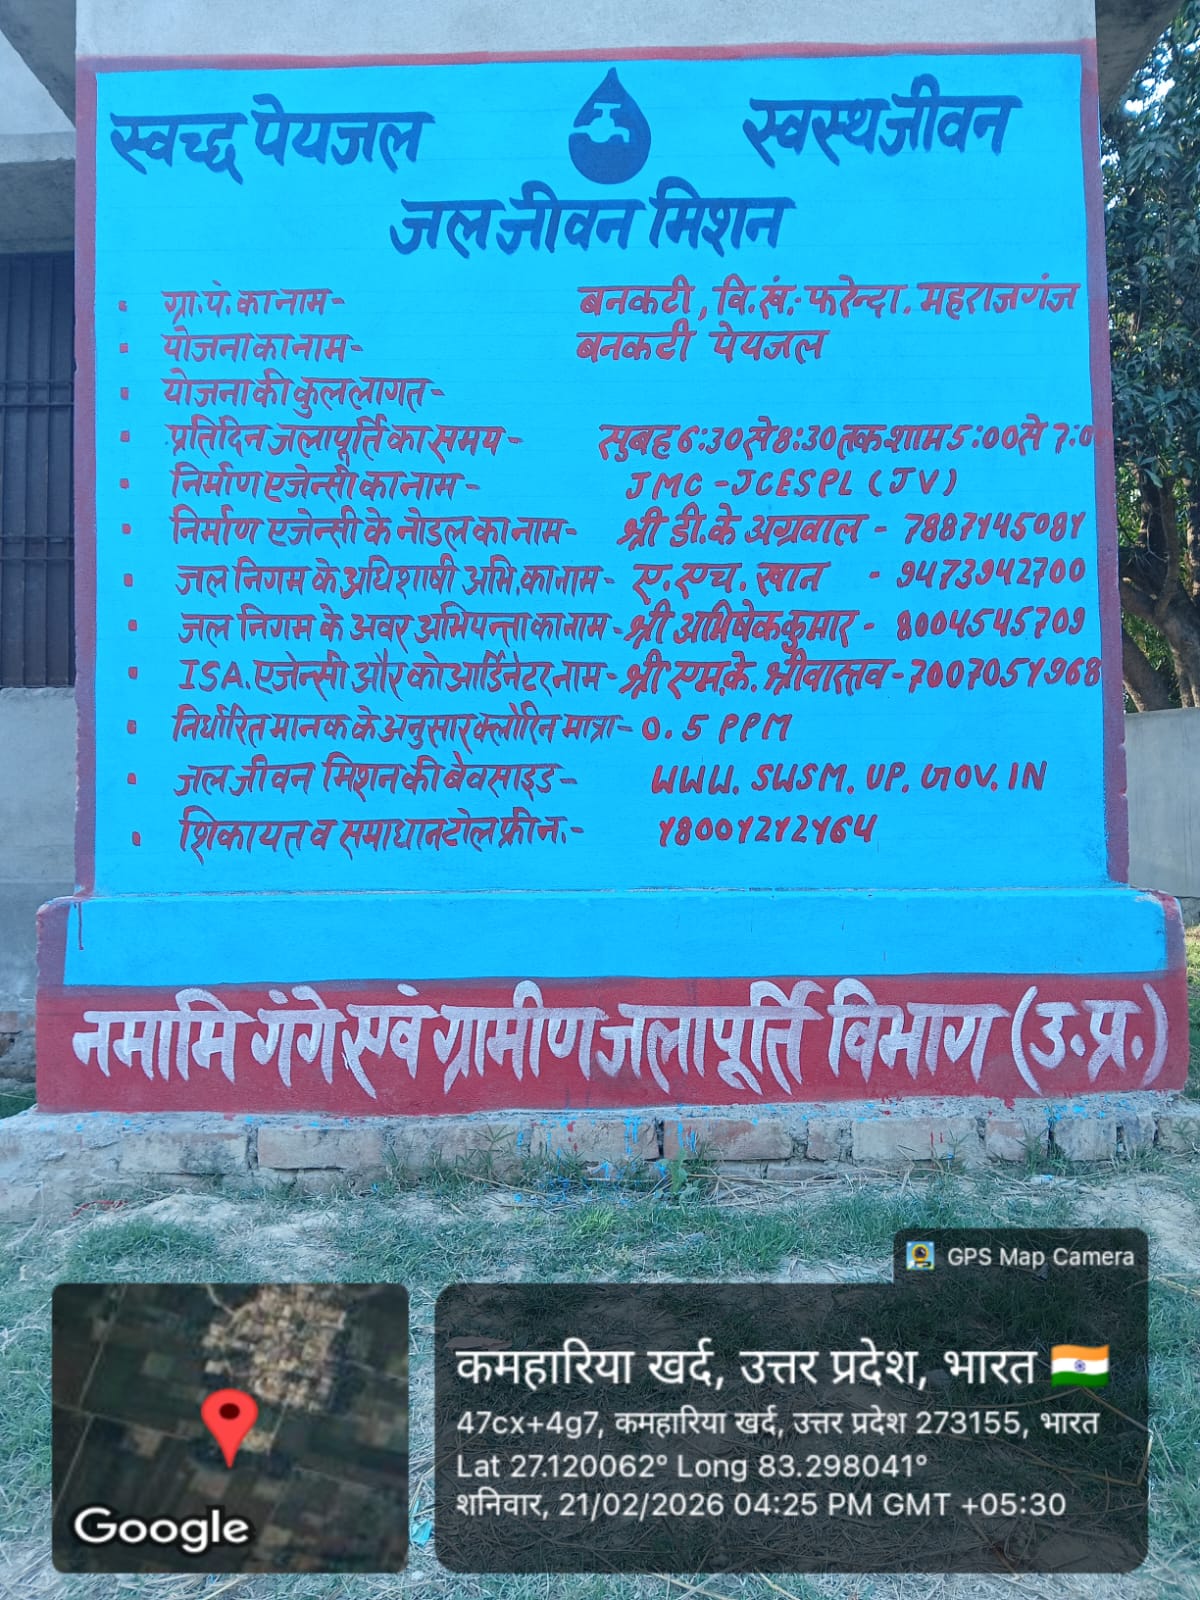 स्वच्छ पेयजल स्वस्थ जीवन
जल जीवन मिशन
ग्रा.पं. का नाम- बनकटी, वि.खं: फरेन्दा. महराजगंज
योजना का नाम- बनकटी पेयजल
योजना की कुल लागत-
प्रतिदिन जलापूर्ति का समय- सुबह 6:30 से 8:30 तक शाम 5:00 से
निर्माण एजेन्सी का नाम- JMC-JCESPL (JV)
निर्माण एजेन्सी के नोडल का नाम- श्री डी.के अग्रवाल - 7887145081
जल निगम के अधिशाषी अभि. का नाम- ए. एच. खान - 9473942700
जल निगम के अवर अभियन्ता का नाम- श्री अभिषेक कुमार - 8004545709
ISA. एजेन्सी और कोआर्डिनेटर नाम- श्री एम.के. श्रीवास्तव - 7007051968
निर्धारित मानक के अनुसार क्लोरिन मात्रा- 0.5 PPM
जल जीवन मिशन की बेवसाइड- WWW. SWSM. UP. GOV. IN
शिकायत व समाधान टोल फ्री न.- 18001212164
नमामि गंगे एवं ग्रामीण जलापूर्ति विभाग (उ.प्र.)
GPS Map Camera
कमहारिया खर्द, उत्तर प्रदेश, भारत
47cx+4g7, कमहारिया खर्द, उत्तर प्रदेश 273155, भारत
Lat 27.120062° Long 83.298041°
शनिवार, 21/02/2026 04:25 PM GMT +05:30
Google